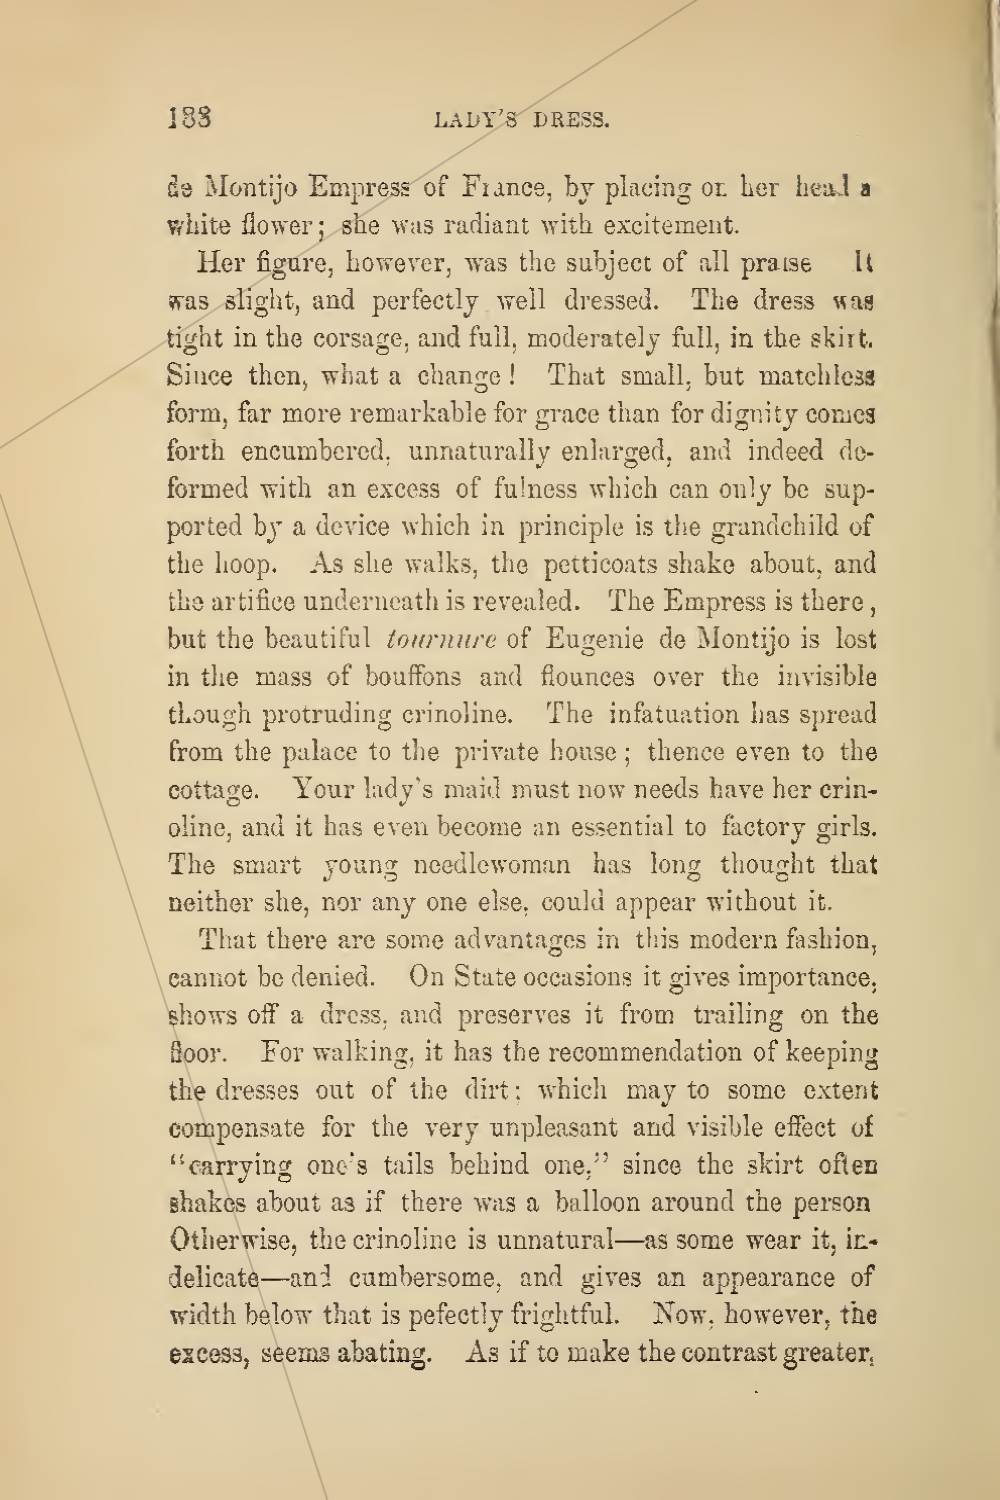 188
LADY'S DRESS.
de Montijo Empress of France, by placing on her head a
white flower; she was radiant with excitement.
Her figure, however, was the subject of all praise It
was slight, and perfectly well dressed. The dress was
tight in the corsage, and full, moderately full, in the skirt.
Since then, what a change! That small, but matchless
form, far more remarkable for grace than for dignity comes
forth encumbered, unnaturally enlarged, and indeed de-
formed with an excess of fulness which can only be sup-
ported by a device which in principle is the grandchild of
the hoop. As she walks, the petticoats shake about, and
the artifice underneath is revealed. The Empress is there,
but the beautiful tournure of Eugenie de Montijo is lost
in the mass of bouffons and flounces over the invisible
though protruding crinoline. The infatuation has spread
from the palace to the private house; thence even to the
cottage. Your lady's maid must now needs have her crin-
oline, and it has even become an essential to factory girls.
The smart young needlewoman has long thought that
neither she, nor any one else, could appear without it.
That there are some advantages in this modern fashion,
cannot be denied. On State occasions it gives importance,
shows off a dress, and preserves it from trailing on the
floor. For walking, it has the recommendation of keeping
the dresses out of the dirt; which may to some extent
compensate for the very unpleasant and visible effect of
"carrying one's tails behind one," since the skirt often
shakes about as if there was a balloon around the person
Otherwise, the crinoline is unnatural—as some wear it, in-
delicate—and cumbersome, and gives an appearance of
width below that is pefectly frightful. Now, however, the
excess, seems abating. As if to make the contrast greater,